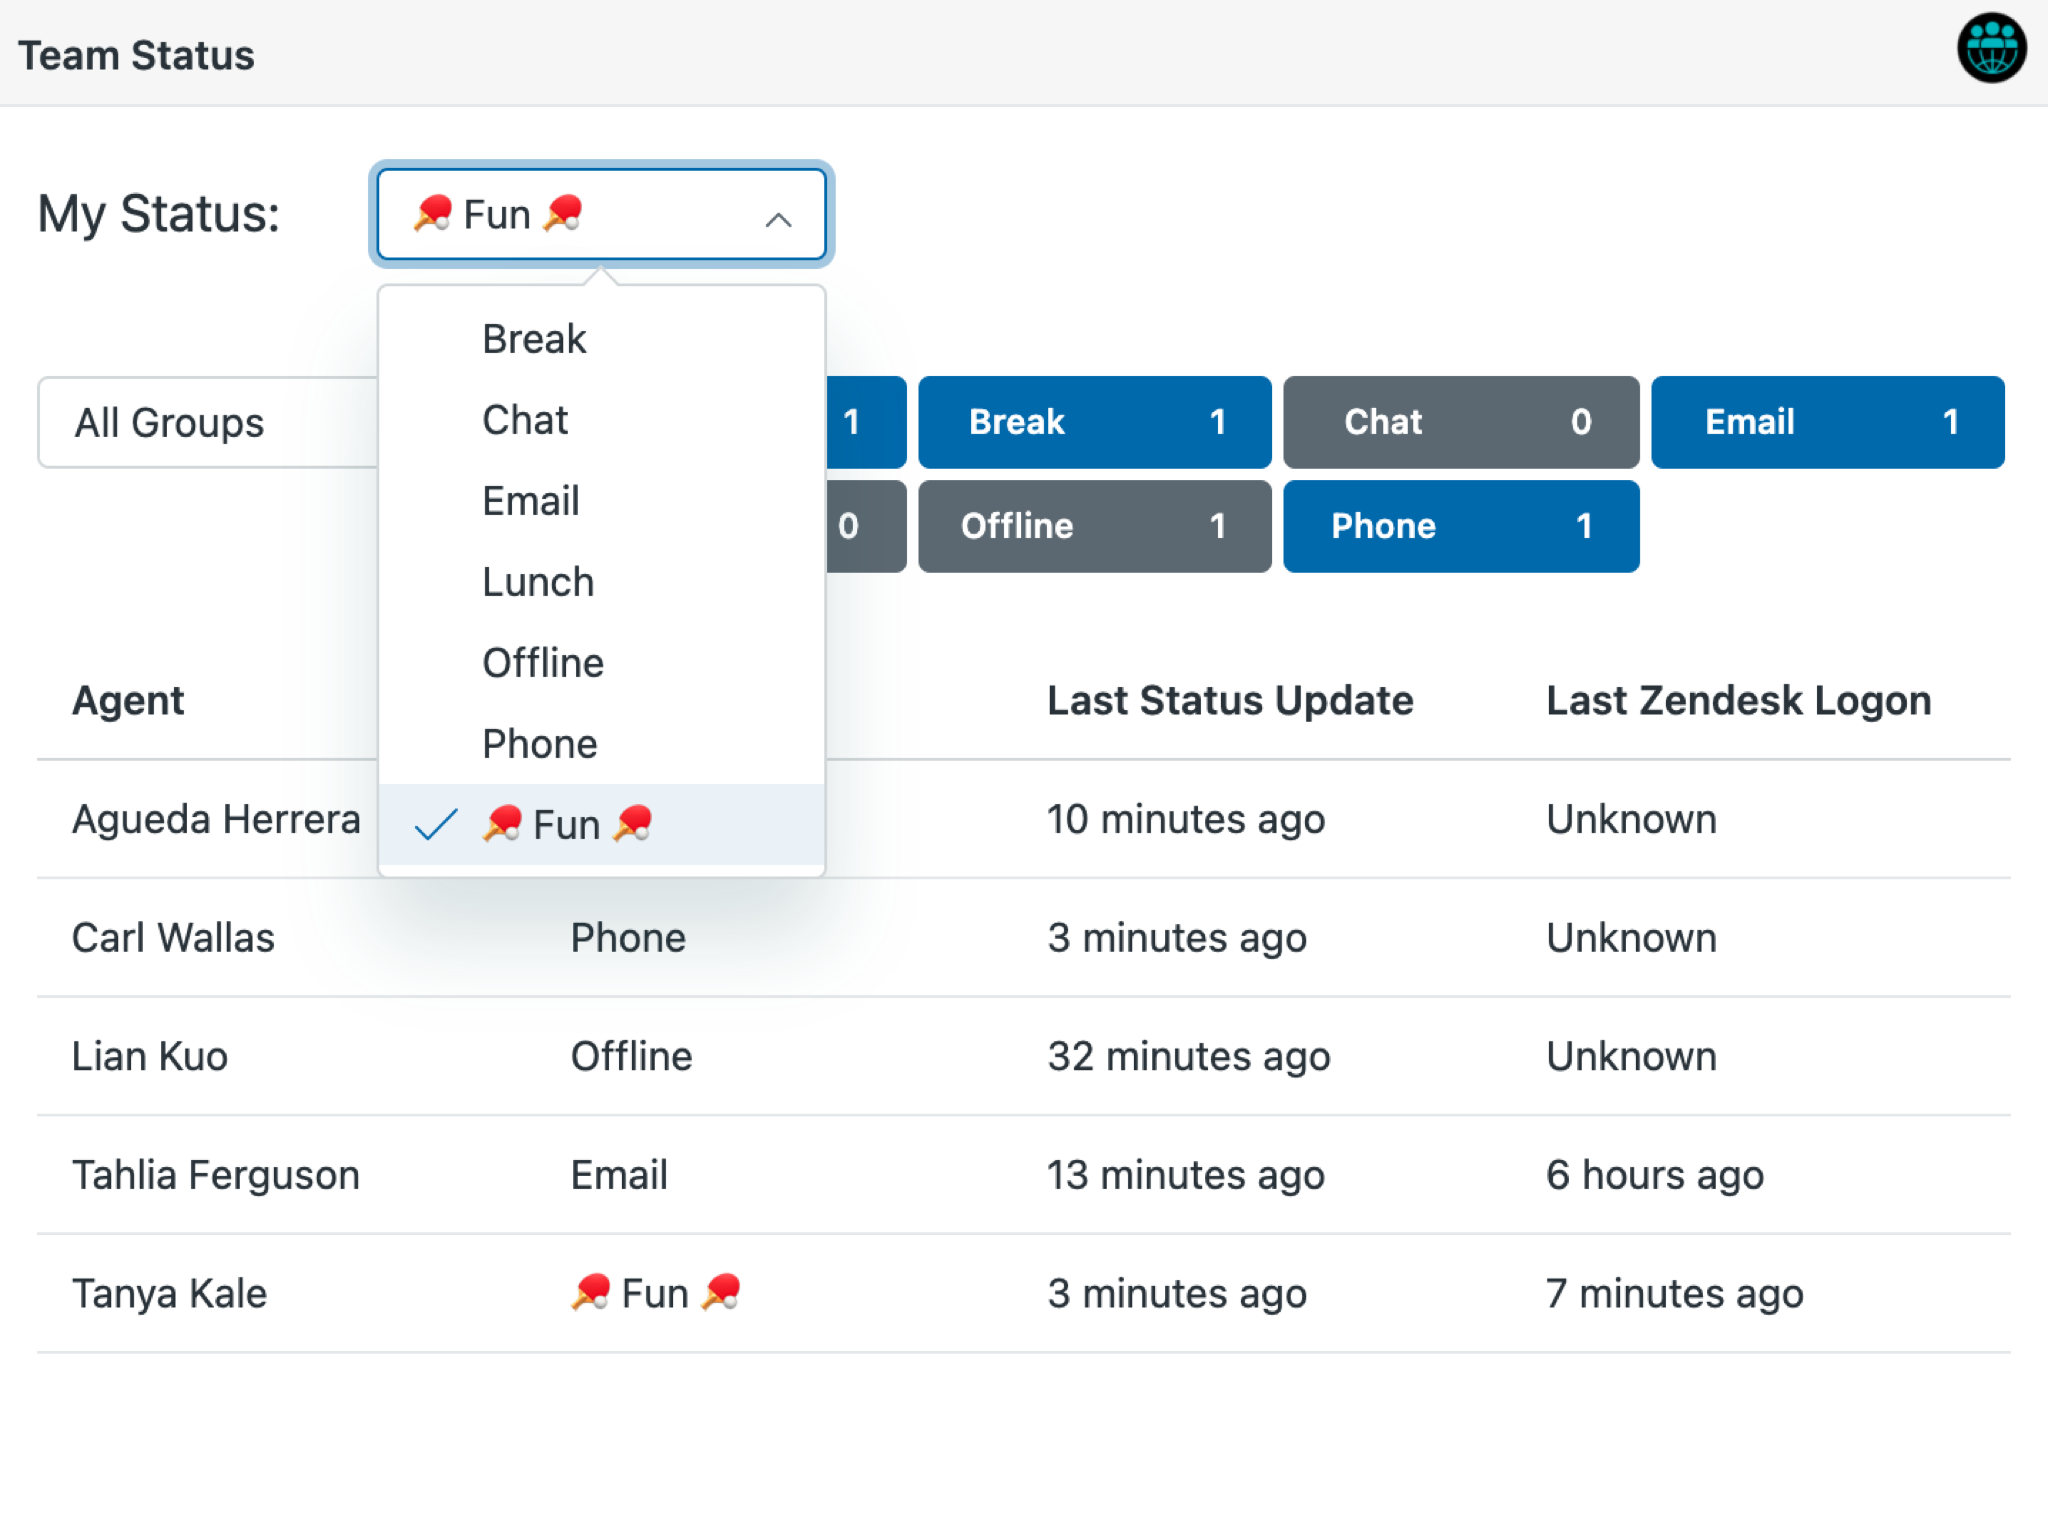 Team Status
My Status:
🏓 Fun 🏓
Break
Chat
Email
Lunch
Offline
Phone
🏓 Fun 🏓
All Groups
1
Break 1
Chat 0
Email 1
0
Offline 1
Phone 1
Agent Last Status Update Last Zendesk Logon
Agueda Herrera 10 minutes ago Unknown
Carl Wallas Phone 3 minutes ago Unknown
Lian Kuo Offline 32 minutes ago Unknown
Tahlia Ferguson Email 13 minutes ago 6 hours ago
Tanya Kale 🏓 Fun 🏓 3 minutes ago 7 minutes ago